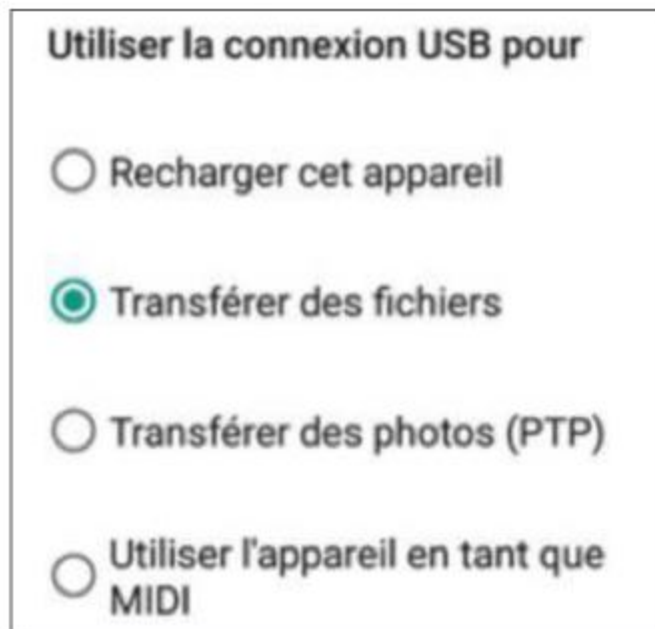 Utiliser la connexion USB pour
Recharger cet appareil
Transférer des fichiers
Transférer des photos (PTP)
Utiliser l'appareil en tant que
MIDI